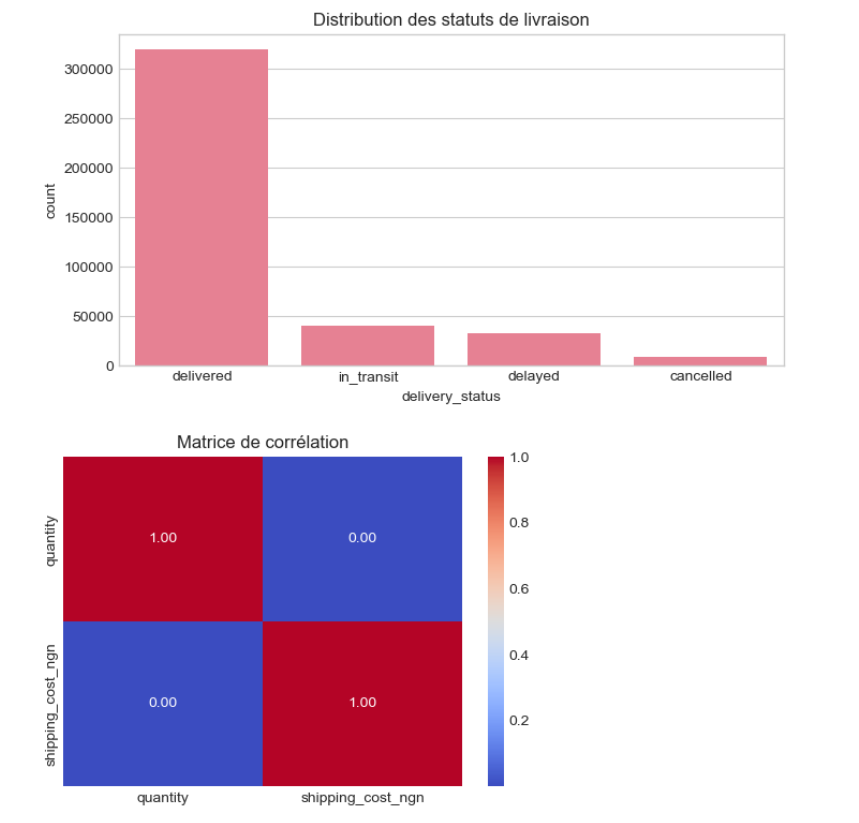 Distribution des statuts de livraison
300000
250000
200000
150000
100000
50000
0
count
delivered in_transit delayed cancelled
delivery_status
Matrice de corrélation
quantity
shipping_cost_ngn
1.00 0.00
0.00 1.00
quantity shipping_cost_ngn
1.0
0.8
0.6
0.4
0.2